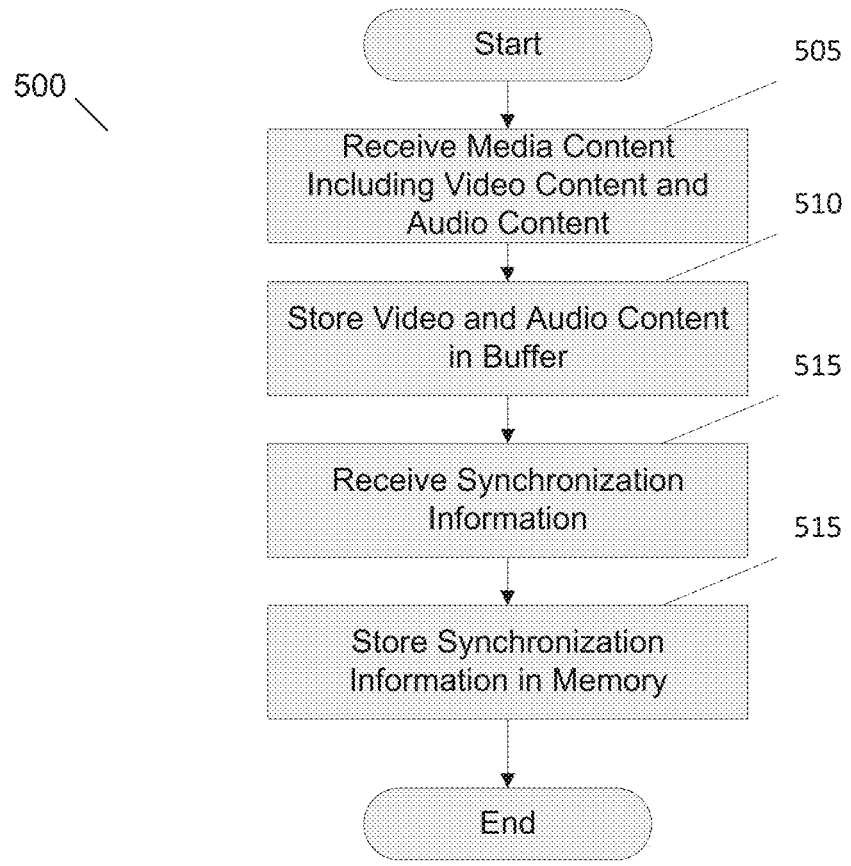 Start
500
505
Receive Media Content
Including Video Content and
Audio Content
510
Store Video and Audio Content
in Buffer
515
Receive Synchronization
Information
515
Store Synchronization
Information in Memory
End